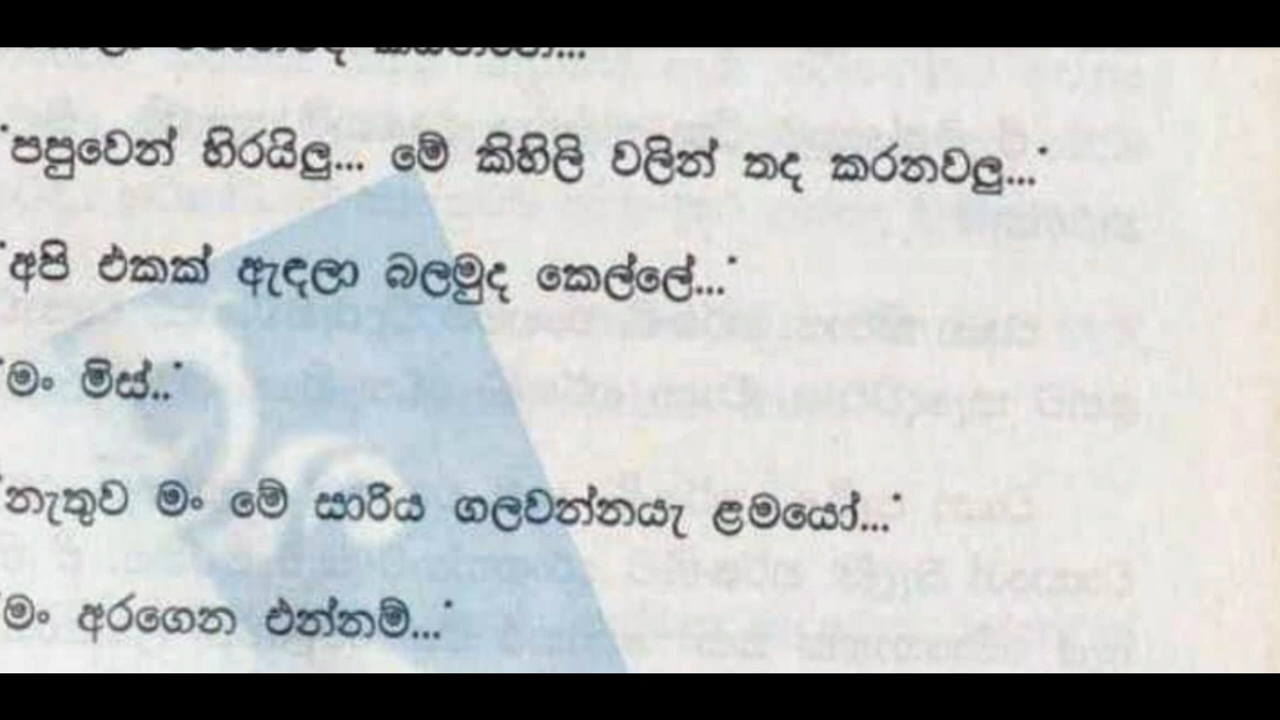 'පපුවෙන් හිරයිලු... මේ කිහිලි වලින් තද කරනවලු...'
'අපි එකක් ඇඳලා බලමුද කෙල්ලේ...'
'මං මිස්..'
'නැතුව මං මේ සාරිය ගලවන්නයැ ළමයෝ...'
'මං අරගෙන එන්නම්...'